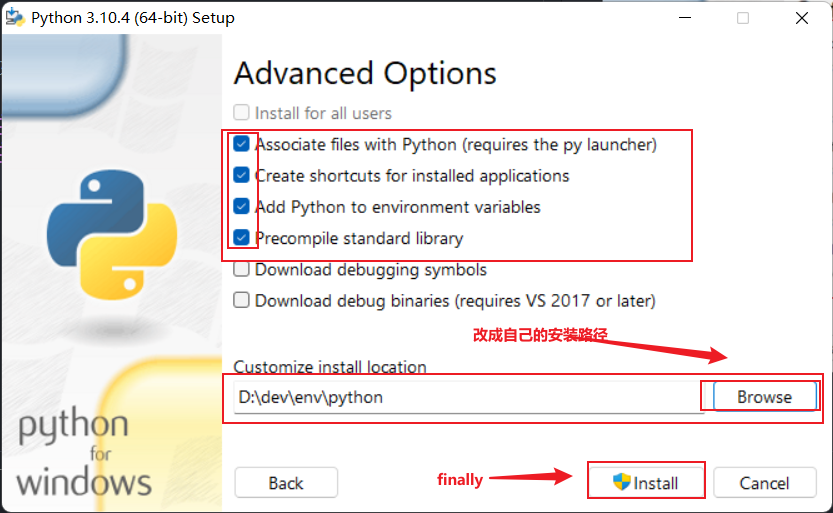 Python 3.10.4 (64-bit) Setup
Advanced Options
Install for all users
Associate files with Python (requires the py launcher)
Create shortcuts for installed applications
Add Python to environment variables
Precompile standard library
Download debugging symbols
Download debug binaries (requires VS 2017 or later)
改成自己的安装路径
Customize install location
D:\dev\env\python
Browse
python
for
windows
Back
finally
Install
Cancel